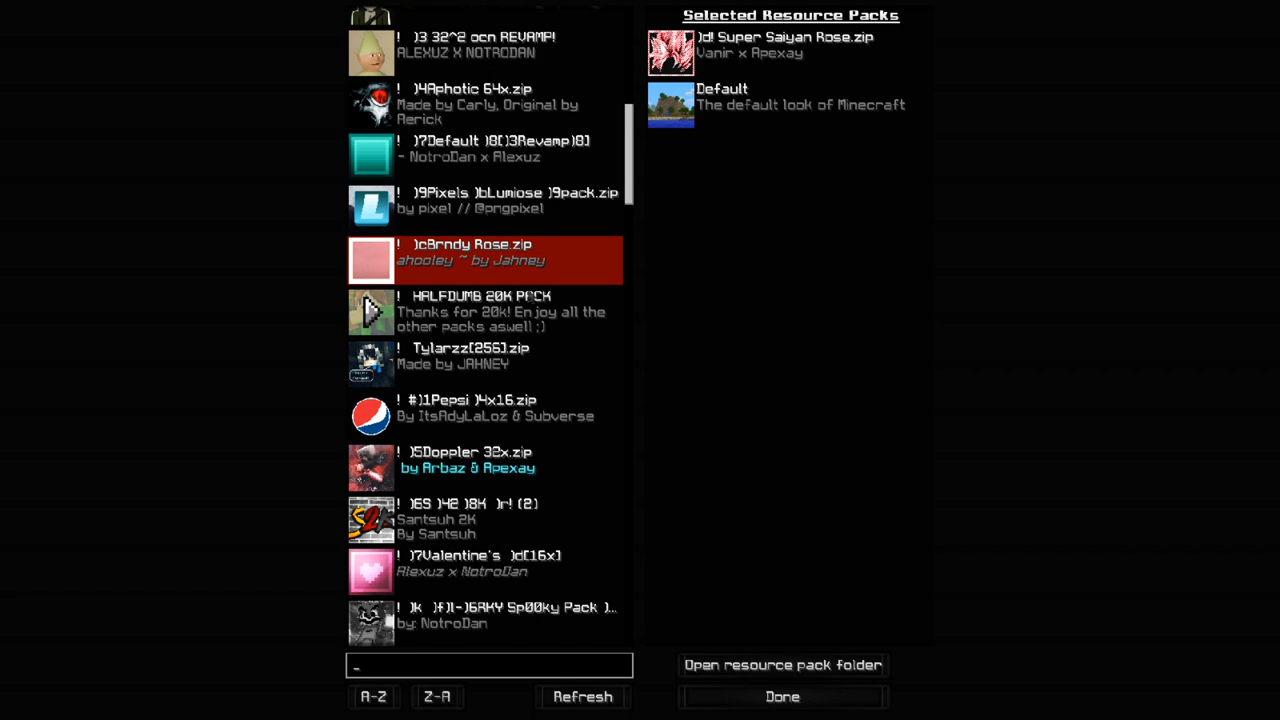 Selected Resource Packs
!  )3 32^2 ocn REVAMP!
ALEXUZ X NOTRODAN
!  )4Aphotic 64x.zip
Made by Carly, Original by
Aerick
!  )7Default )8[)3Revamp)8]
- NotroDan x Alexuz
!  )9Pixels )bLumiose )9pack.zip
by pixel // @pngpixel
!  )cBrndy Rose.zip
ahooley ~ by Jahney
!  HALFDUMB 20K PACK
Thanks for 20k! Enjoy all the
other packs aswell ;)
!  Tylarzz[256].zip
Made by JAHNEY
! #)1Pepsi )4x16.zip
By ItsAdyLaLoz & Subverse
!  )5Doppler 32x.zip
by Arbaz & Apexay
!  )6S )42 )8K  )r! (2)
Santsuh 2K
By Santsuh
!  )7Valentine's  )d[16x]
Alexuz x NotroDan
!  )k  )f)l-)6RKY Sp00ky Pack )...
by: NotroDan
)d! Super Saiyan Rose.zip
Vanir x Apexay
Default
The default look of Minecraft
_
Open resource pack folder
A-Z
Z-A
Refresh
Done